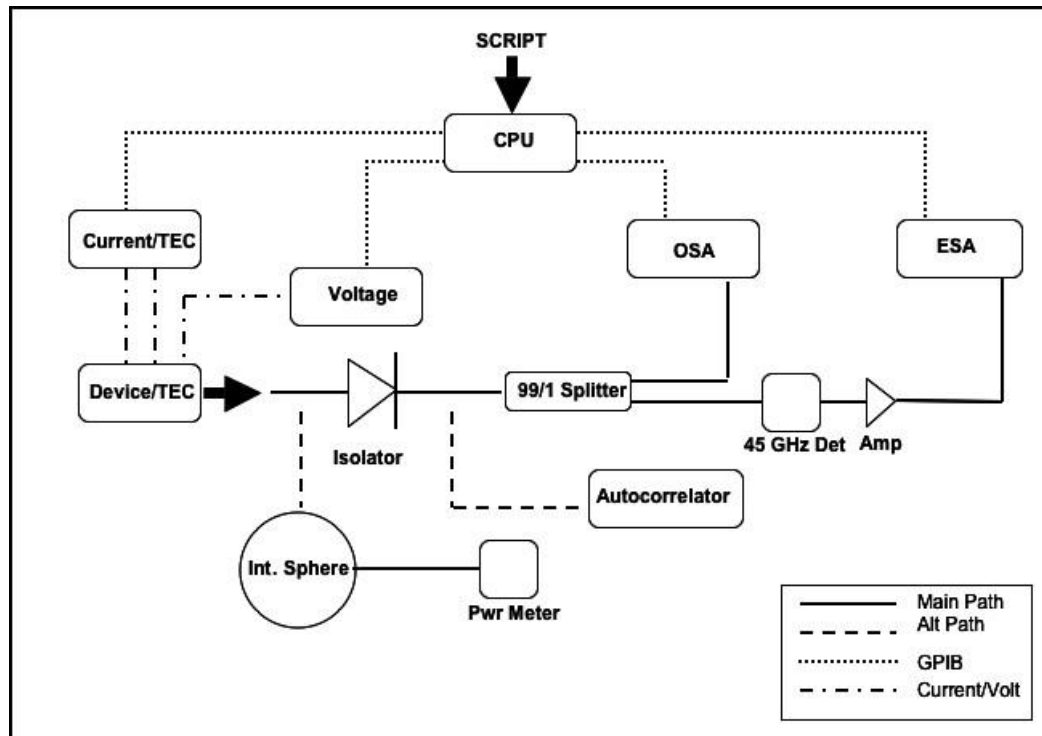 SCRIPT
CPU
Current/TEC
OSA
ESA
Voltage
Device/TEC
99/1 Splitter
Isolator
45 GHz Det
Amp
Autocorrelator
Int. Sphere
Pwr Meter
Main Path
Alt Path
GPIB
Current/Volt